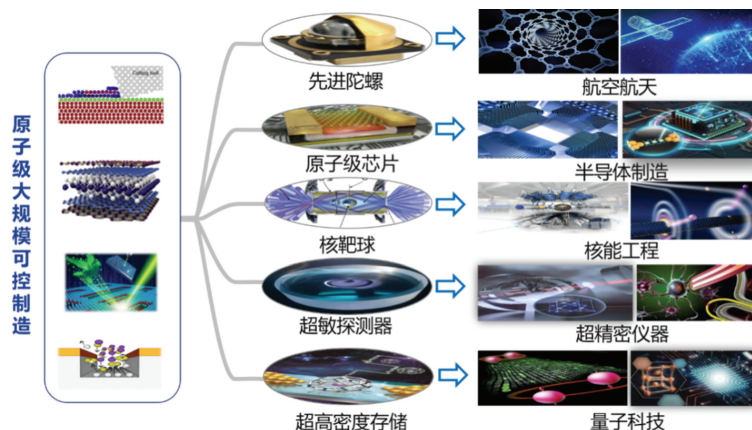 原子级大规模可控制造
Cutting tool
先进陀螺
航空航天
原子级芯片
半导体制造
核靶球
核能工程
超敏探测器
超精密仪器
超高密度存储
量子科技